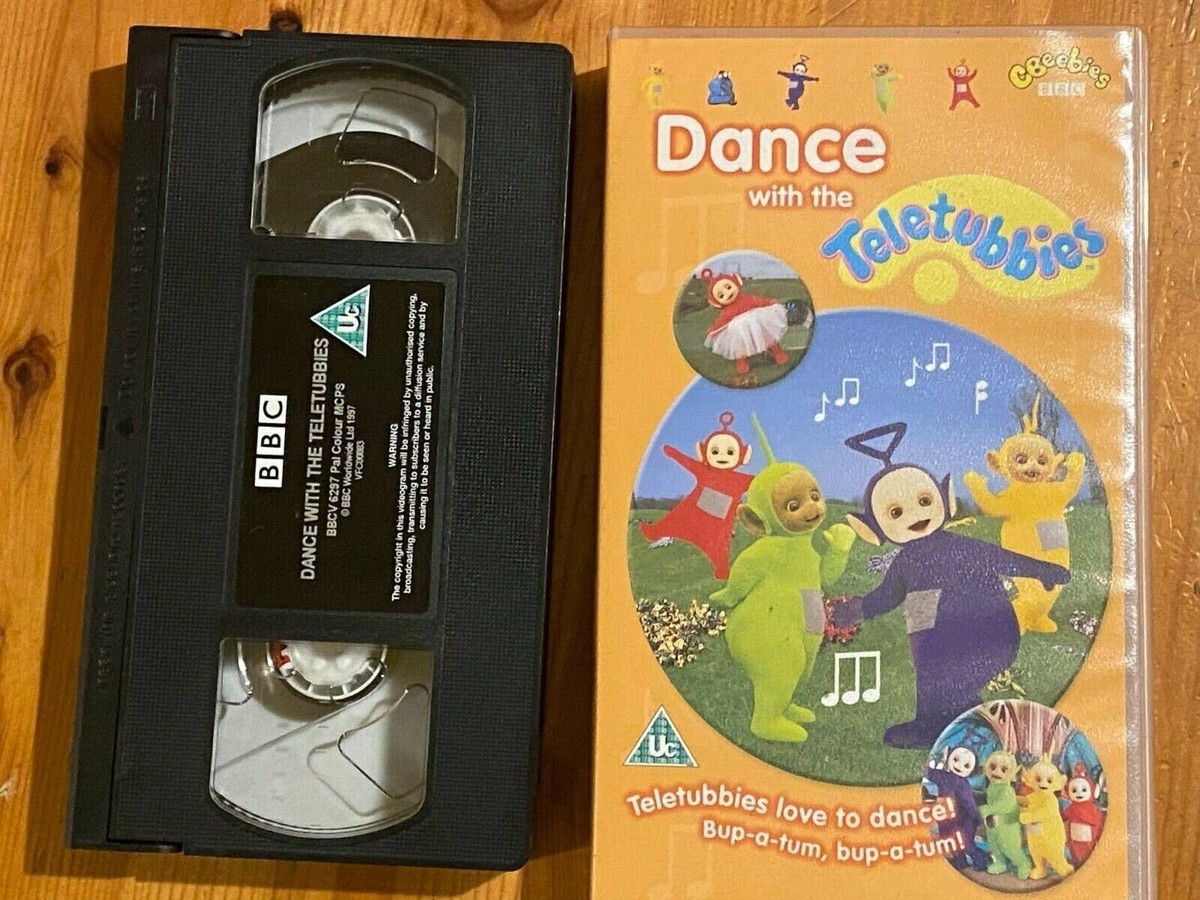 BBC
DANCE WITH THE TELETUBBIES
BBCV 6297 Pal Colour MCPS
© BBC Worldwide Ltd 1997
VFC00083
Uc
WARNING
The copyright in this videogram will be infringed by unauthorised copying,
broadcasting, transmitting to subscribers to a diffusion service and by
causing it to be seen or heard in public.
CBeebies
BBC
Dance
with the
Teletubbies
TM
Uc
Teletubbies love to dance!
Bup-a-tum, bup-a-tum!